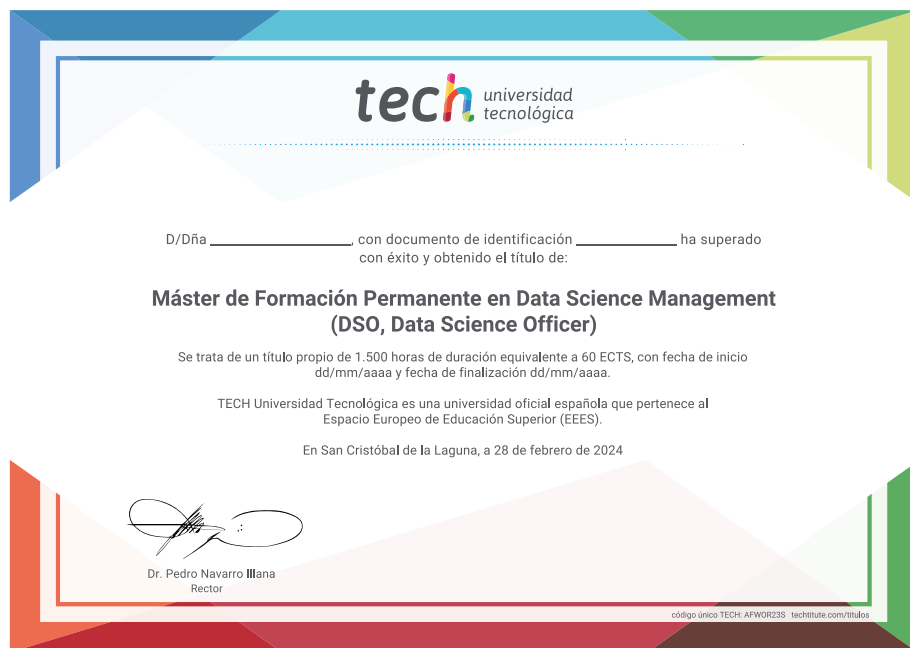 tech universidad
tecnológica
D/Dña ________________, con documento de identificación ____________ ha superado
con éxito y obtenido el título de:
Máster de Formación Permanente en Data Science Management
(DSO, Data Science Officer)
Se trata de un título propio de 1.500 horas de duración equivalente a 60 ECTS, con fecha de inicio
dd/mm/aaaa y fecha de finalización dd/mm/aaaa.
TECH Universidad Tecnológica es una universidad oficial española que pertenece al
Espacio Europeo de Educación Superior (EEES).
En San Cristóbal de la Laguna, a 28 de febrero de 2024
Dr. Pedro Navarro Illana
Rector
código único TECH: AFWOR23S techtitute.com/titulos